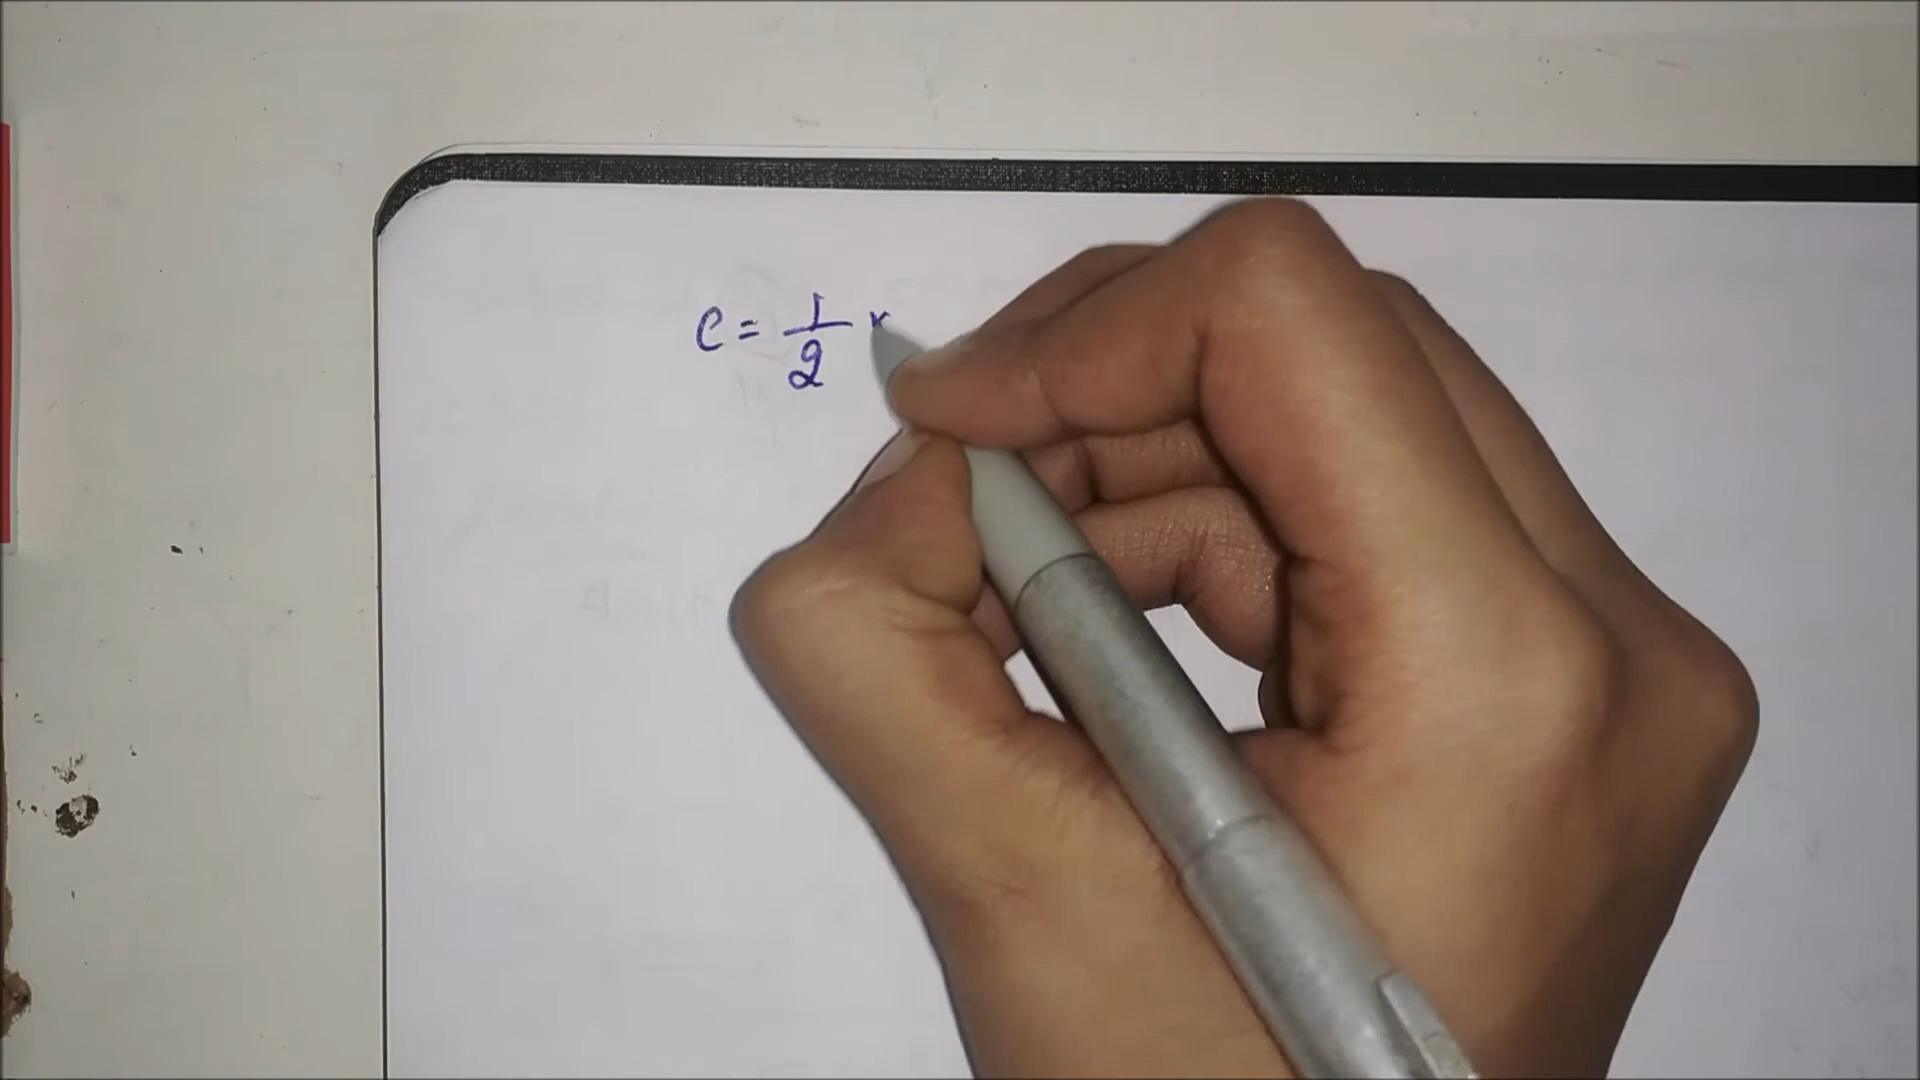 e = 1/2 x